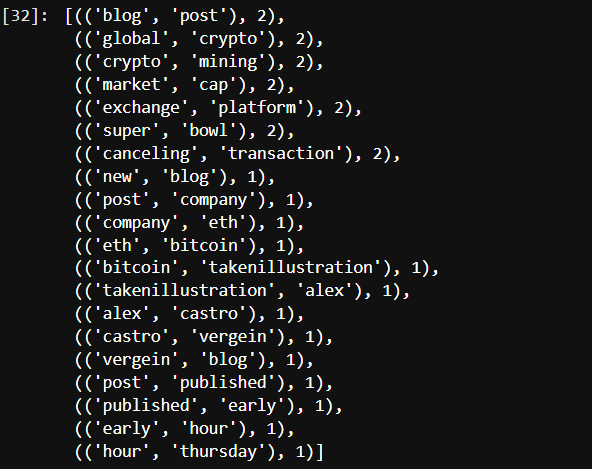 [32]: [(('blog', 'post'), 2),
(('global', 'crypto'), 2),
(('crypto', 'mining'), 2),
(('market', 'cap'), 2),
(('exchange', 'platform'), 2),
(('super', 'bowl'), 2),
(('canceling', 'transaction'), 2),
(('new', 'blog'), 1),
(('post', 'company'), 1),
(('company', 'eth'), 1),
(('eth', 'bitcoin'), 1),
(('bitcoin', 'takenillustration'), 1),
(('takenillustration', 'alex'), 1),
(('alex', 'castro'), 1),
(('castro', 'vergein'), 1),
(('vergein', 'blog'), 1),
(('post', 'published'), 1),
(('published', 'early'), 1),
(('early', 'hour'), 1),
(('hour', 'thursday'), 1)]